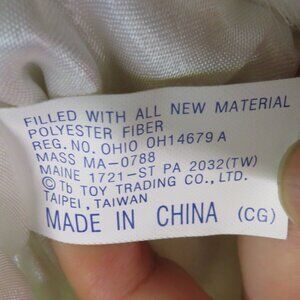 FILLED WITH ALL NEW MATERIAL
POLYESTER FIBER
REG. NO. OHIO OH14679 A
MASS MA-0788
MAINE 1721-ST PA 2032(TW)
© Tb TOY TRADING CO., LTD.
TAIPEI, TAIWAN
MADE IN CHINA (CG)